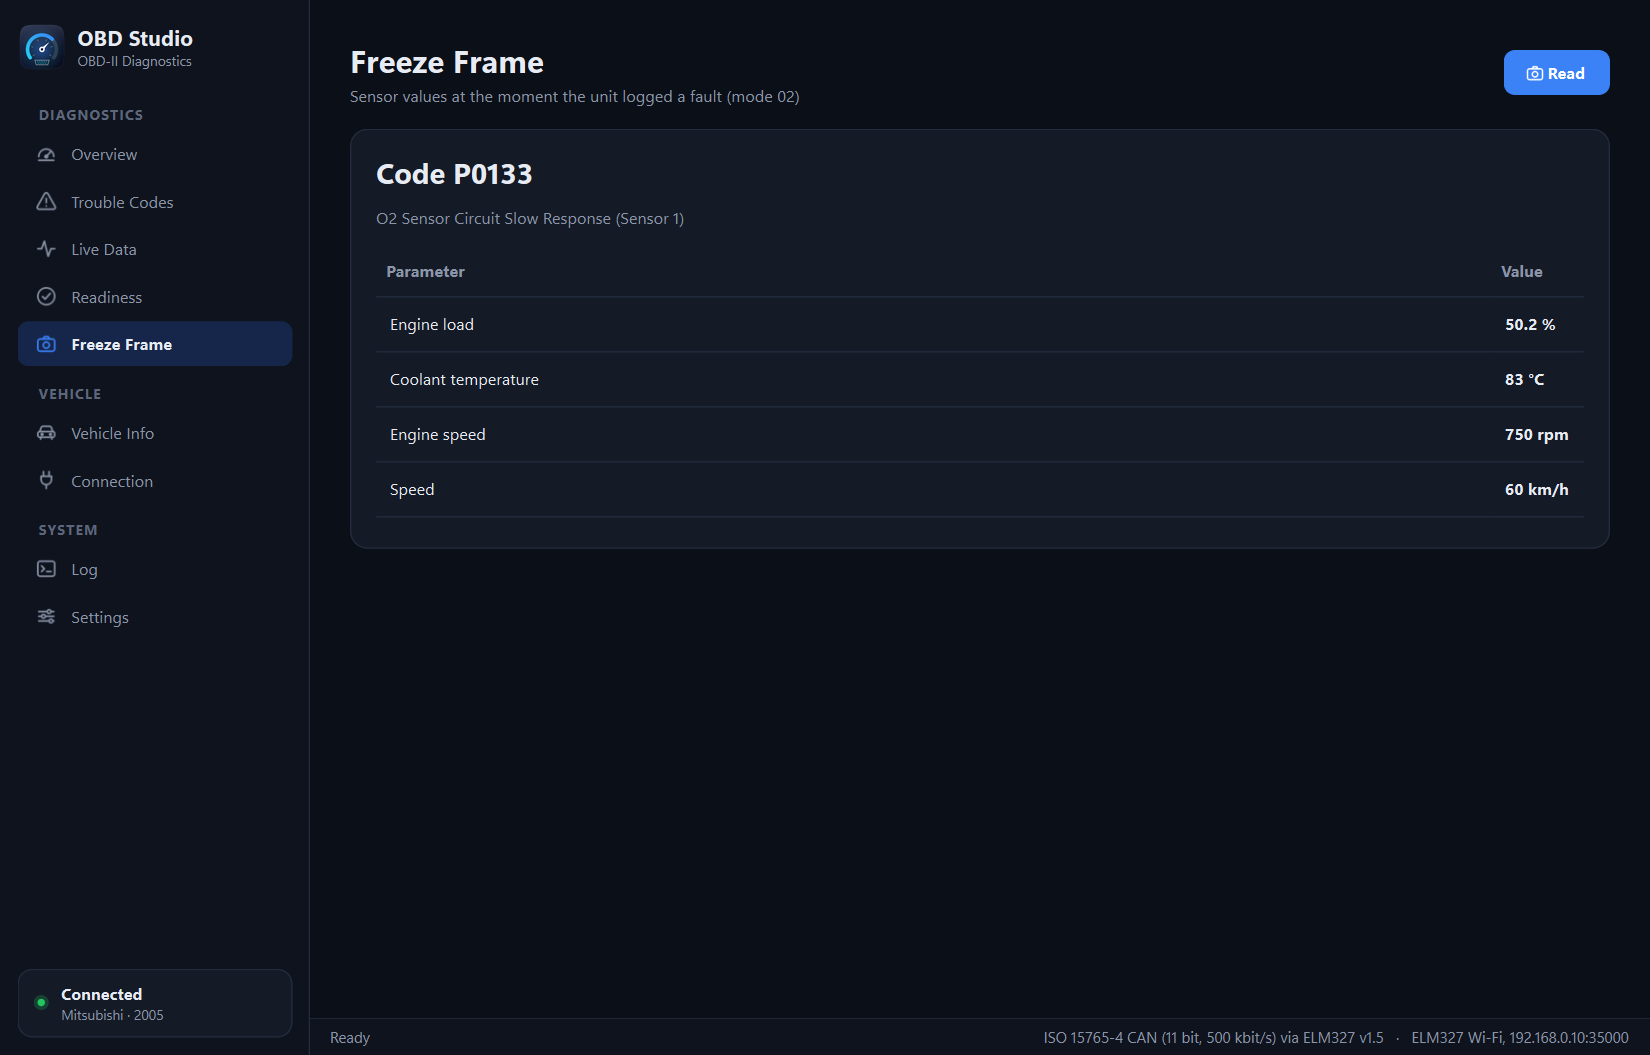 OBD Studio
OBD-II Diagnostics
DIAGNOSTICS
Overview
Trouble Codes
Live Data
Readiness
Freeze Frame
VEHICLE
Vehicle Info
Connection
SYSTEM
Log
Settings
Connected
Mitsubishi · 2005
Freeze Frame
Sensor values at the moment the unit logged a fault (mode 02)
Read
Code P0133
O2 Sensor Circuit Slow Response (Sensor 1)
Parameter Value
Engine load 50.2 %
Coolant temperature 83 °C
Engine speed 750 rpm
Speed 60 km/h
Ready
ISO 15765-4 CAN (11 bit, 500 kbit/s) via ELM327 v1.5 · ELM327 Wi-Fi, 192.168.0.10:35000